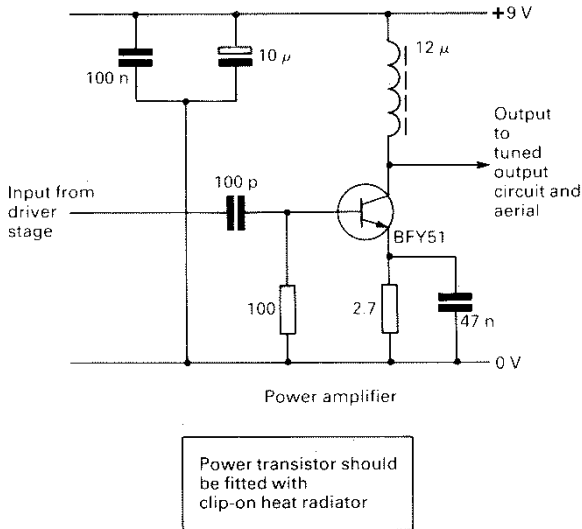 +9 V
100 n
10 µ
12 µ
Output
to
tuned
output
circuit and
aerial
Input from
driver
stage
100 p
BFY51
100
2.7
47 n
0 V
Power amplifier
Power transistor should
be fitted with
clip-on heat radiator